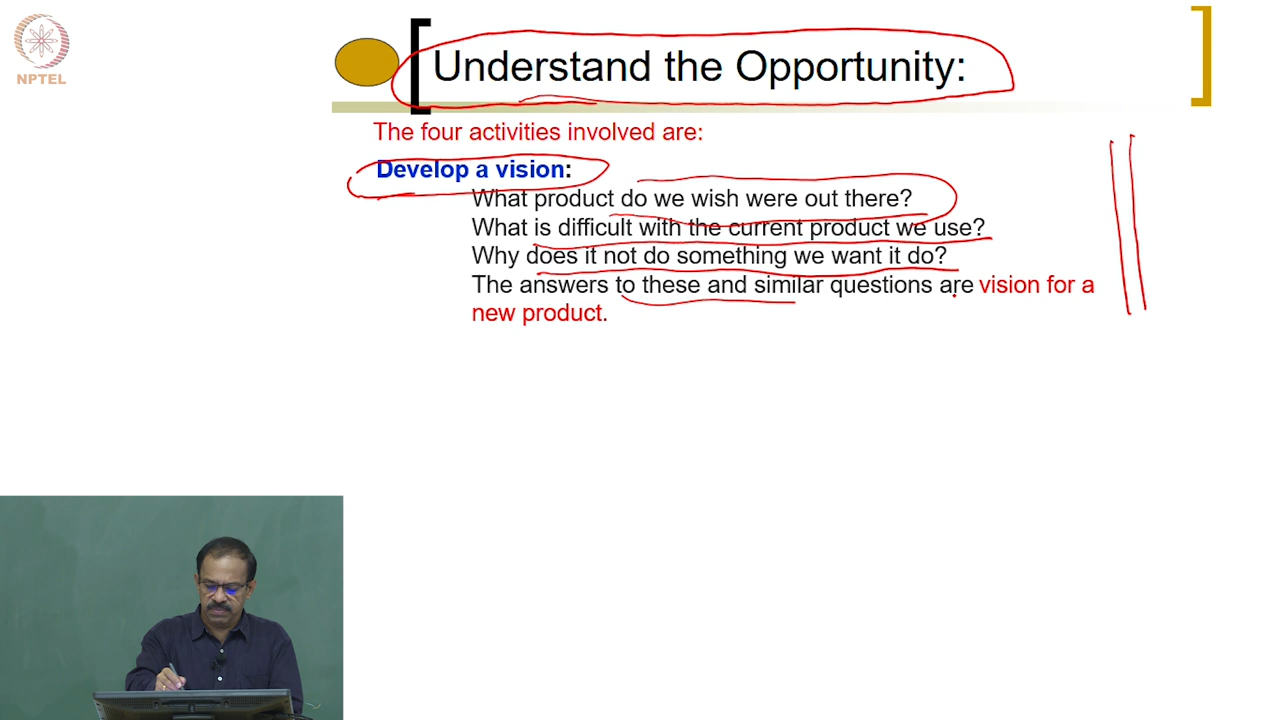 NPTEL
Understand the Opportunity:
The four activities involved are:
Develop a vision:
What product do we wish were out there?
What is difficult with the current product we use?
Why does it not do something we want it do?
The answers to these and similar questions are vision for a
new product.